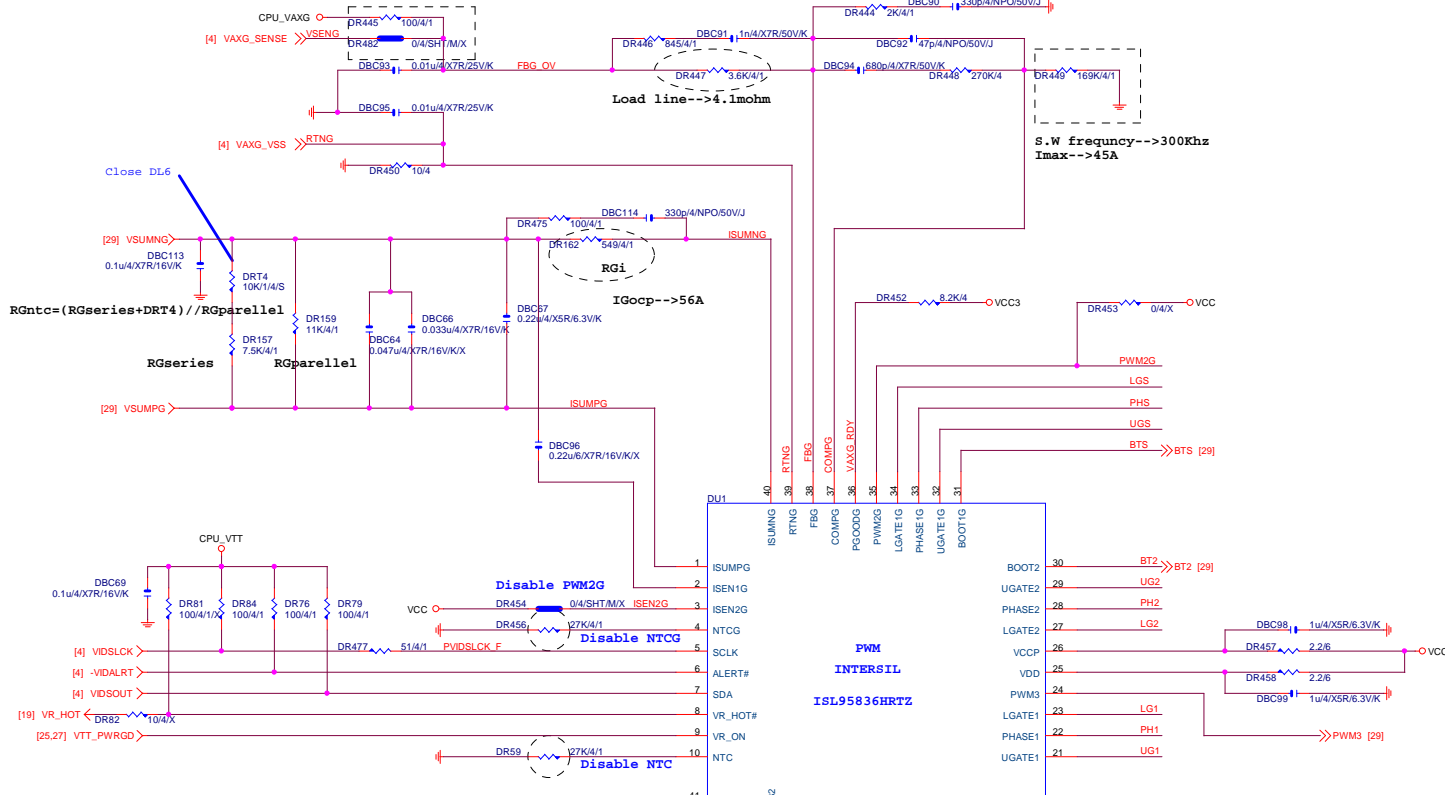 DBC90
330p/4/NPO/50V/J
DR444
2K/4/1
CPU_VAXG
DR445
100/4/1
[4] VAXG_SENSE
VSENG
DR482
0/4/SHT/M/X
DR446
845/4/1
DBC91
1n/4/X7R/50V/K
DBC92
47p/4/NPO/50V/J
DBC93
0.01u/4/X7R/25V/K
FBG_OV
DR447
3.6K/4/1
DBC94
680p/4/X7R/50V/K
DR448
270K/4
DR449
169K/4/1
Load line-->4.1mohm
DBC95
0.01u/4/X7R/25V/K
S.W frequncy-->300Khz
Imax-->45A
[4] VAXG_VSS
RTNG
DR450
10/4
Close DL6
DBC114
330p/4/NPO/50V/J
DR475
100/4/1
[29] VSUMNG
DR162
549/4/1
ISUMNG
DBC113
0.1u/4/X7R/16V/K
RGi
DRT4
10K/1/4/S
IGocp-->56A
RGntc=(RGseries+DRT4)//RGparellel
DR159
11K/4/1
DBC66
0.033u/4/X7R/16V/K
DBC67
0.22u/4/X5R/6.3V/K
DBC64
0.047u/4/X7R/16V/K/X
DR157
7.5K/4/1
RGseries
RGparellel
DR452
8.2K/4
VCC3
DR453
0/4/X
VCC
PWM2G
LGS
PHS
UGS
BTS
BTS [29]
[29] VSUMPG
ISUMPG
DBC96
0.22u/6/X7R/16V/K/X
RTNG
FBG
COMPG
VAXG_RDY
DU1
40
39
38
37
36
35
34
33
32
31
ISUMNG
RTNG
FBG
COMPG
PGOODG
PWM2G
LGATE1G
PHASE1G
UGATE1G
BOOT1G
CPU_VTT
DBC69
0.1u/4/X7R/16V/K
DR81
100/4/1/X
DR84
100/4/1
DR76
100/4/1
DR79
100/4/1
Disable PWM2G
VCC
DR454
0/4/SHT/M/X
ISEN2G
DR456
27K/4/1
Disable NTCG
[4] VIDSLCK
DR477
51/4/1
PVIDSLCK_F
[4] -VIDALRT
[4] VIDSOUT
[19] VR_HOT
DR82
10/4/X
[25,27] VTT_PWRGD
DR59
27K/4/1
Disable NTC
1 ISUMPG
2 ISEN1G
3 ISEN2G
4 NTCG
5 SCLK
6 ALERT#
7 SDA
8 VR_HOT#
9 VR_ON
10 NTC
PWM
INTERSIL
ISL95836HRTZ
BOOT2 30
UGATE2 29
PHASE2 28
LGATE2 27
VCCP 26
VDD 25
PWM3 24
LGATE1 23
PHASE1 22
UGATE1 21
BT2
BT2 [29]
UG2
PH2
LG2
DBC98
1u/4/X5R/6.3V/K
DR457
2.2/6
DR458
2.2/6
DBC99
1u/4/X5R/6.3V/K
LG1
PH1
UG1
PWM3 [29]